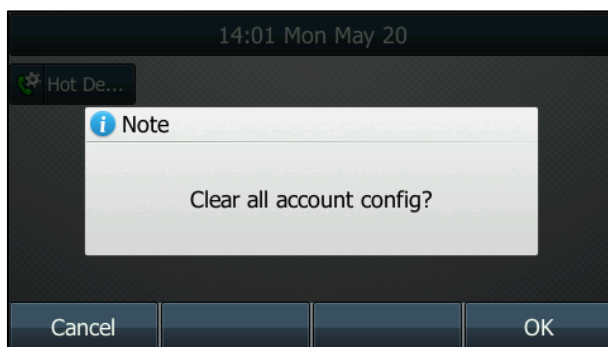 14:01 Mon May 20
Hot De...
Note
Clear all account config?
Cancel OK